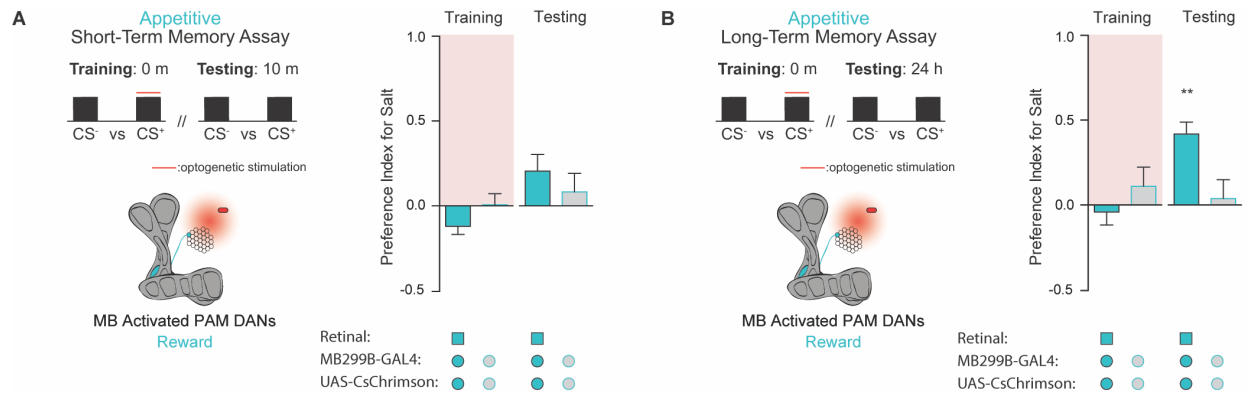 A
Appetitive
Short-Term Memory Assay
Training: 0 m
Testing: 10 m
CS- vs CS+ // CS- vs CS+
:optogenetic stimulation
MB Activated PAM DANs
Reward
Training
Testing
Preference Index for Salt
1.0
0.5
0.0
-0.5
Retinal:
MB299B-GAL4:
UAS-CsChrimson:
B
Appetitive
Long-Term Memory Assay
Training: 0 m
Testing: 24 h
CS- vs CS+ // CS- vs CS+
:optogenetic stimulation
MB Activated PAM DANs
Reward
Training
Testing
Preference Index for Salt
1.0
0.5
0.0
-0.5
**
Retinal:
MB299B-GAL4:
UAS-CsChrimson: